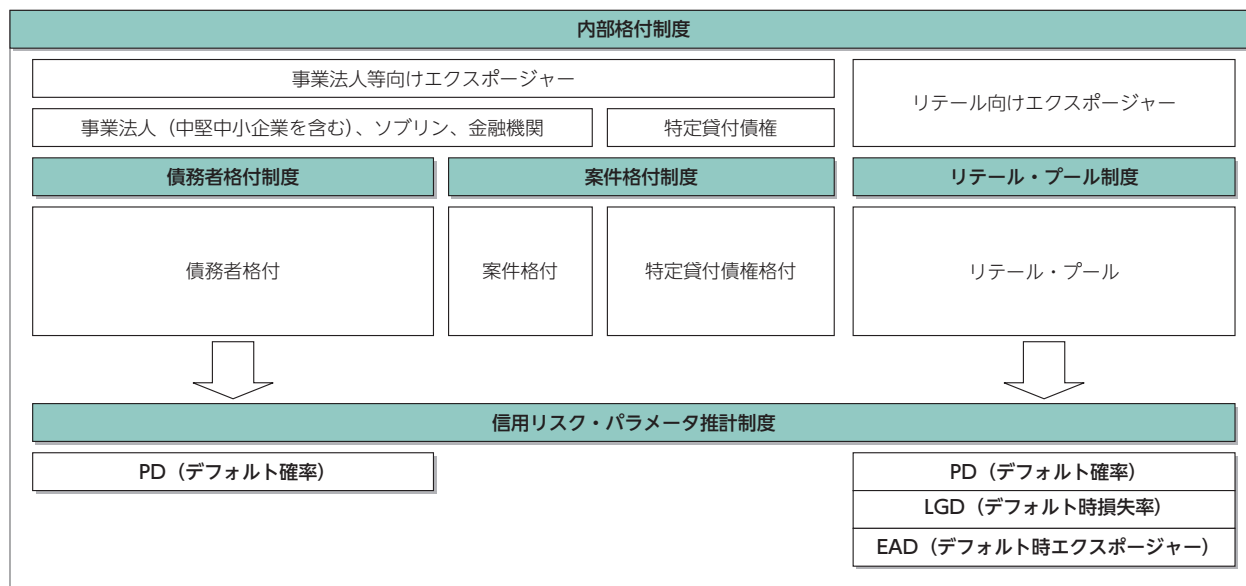 内部格付制度
事業法人等向けエクスポージャー
リテール向けエクスポージャー
事業法人（中堅中小企業を含む）、ソブリン、金融機関
特定貸付債権
債務者格付制度
案件格付制度
リテール・プール制度
債務者格付
案件格付
特定貸付債権格付
リテール・プール
信用リスク・パラメータ推計制度
PD（デフォルト確率）
PD（デフォルト確率）
LGD（デフォルト時損失率）
EAD（デフォルト時エクスポージャー）